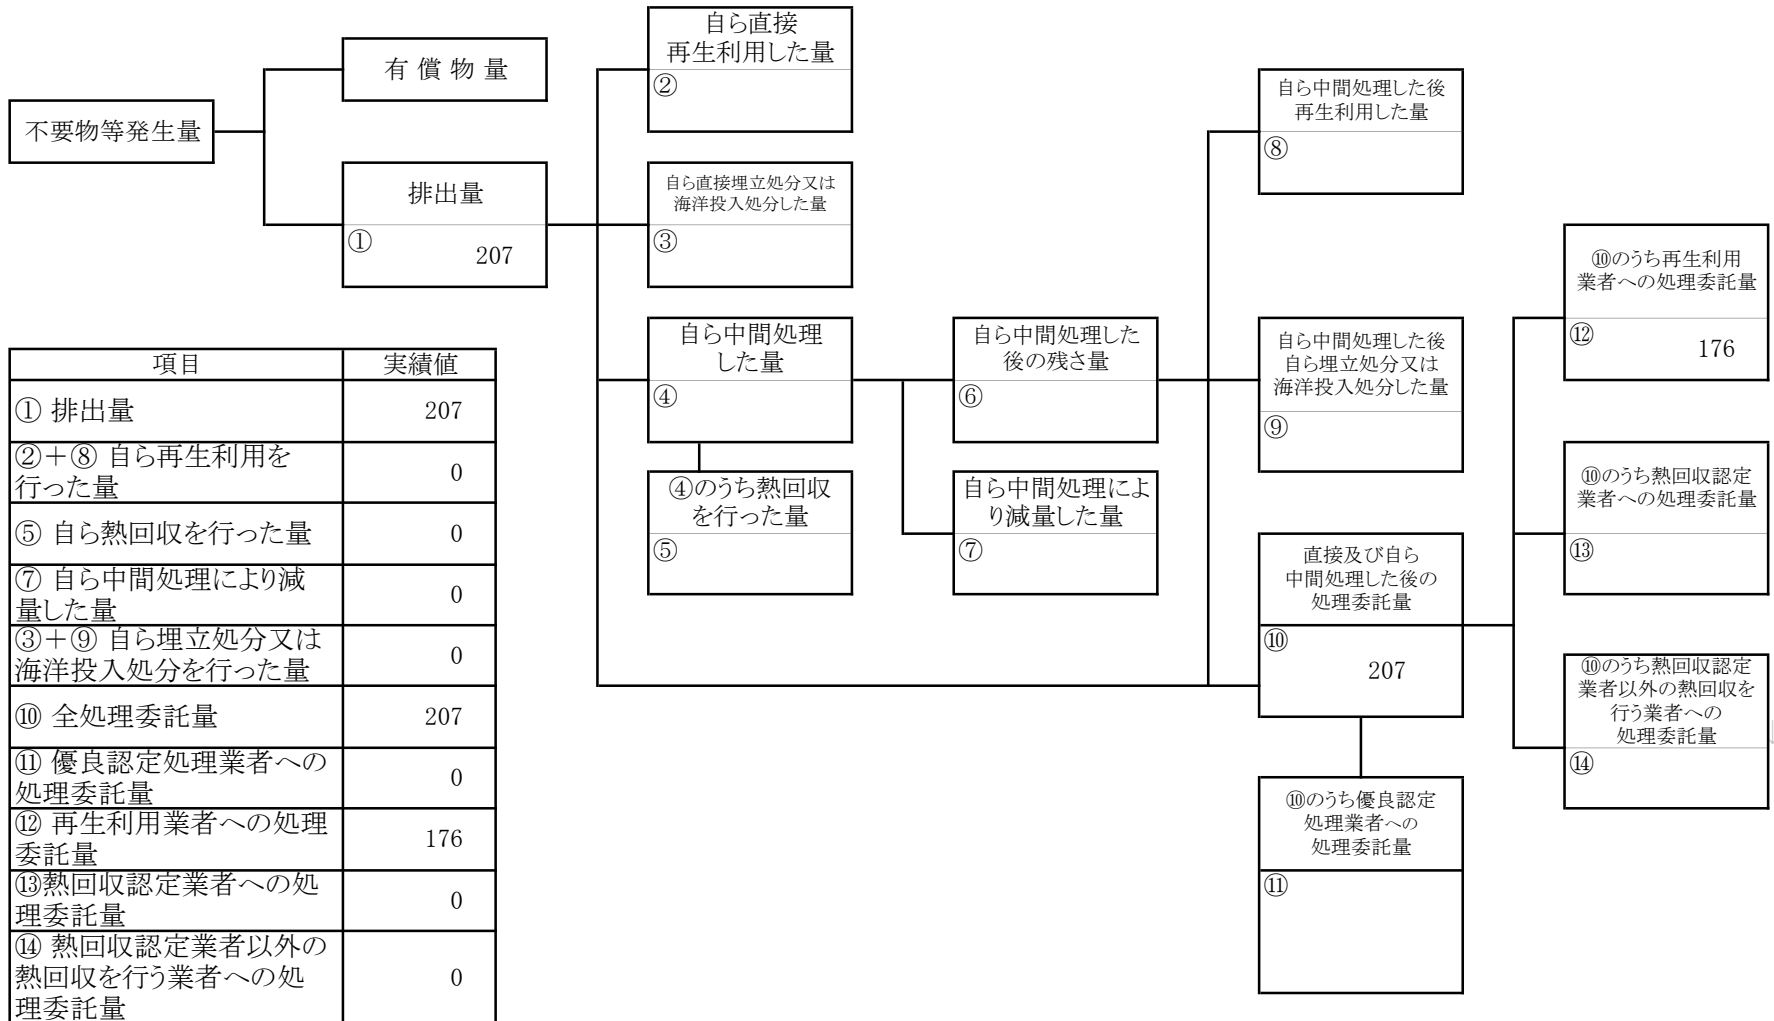 不要物等発生量
有 償 物 量
排出量
①
207
自ら直接
再生利用した量
②
自ら直接埋立処分又は
海洋投入処分した量
③
自ら中間処理
した量
④
④のうち熱回収
を行った量
⑤
自ら中間処理した
後の残さ量
⑥
自ら中間処理によ
り減量した量
⑦
自ら中間処理した後
再生利用した量
⑧
自ら中間処理した後
自ら埋立処分又は
海洋投入処分した量
⑨
直接及び自ら
中間処理した後の
処理委託量
⑩
207
⑩のうち優良認定
処理業者への
処理委託量
⑪
⑩のうち再生利用
業者への処理委託量
⑫
176
⑩のうち熱回収認定
業者への処理委託量
⑬
⑩のうち熱回収認定
業者以外の熱回収を
行う業者への
処理委託量
⑭
項目 実績値
① 排出量 207
②＋⑧ 自ら再生利用を
行った量 0
⑤ 自ら熱回収を行った量 0
⑦ 自ら中間処理により減
量した量 0
③＋⑨ 自ら埋立処分又は
海洋投入処分を行った量 0
⑩ 全処理委託量 207
⑪ 優良認定処理業者への
処理委託量 0
⑫ 再生利用業者への処理
委託量 176
⑬熱回収認定業者への処
理委託量 0
⑭ 熱回収認定業者以外の
熱回収を行う業者への処 0
理委託量